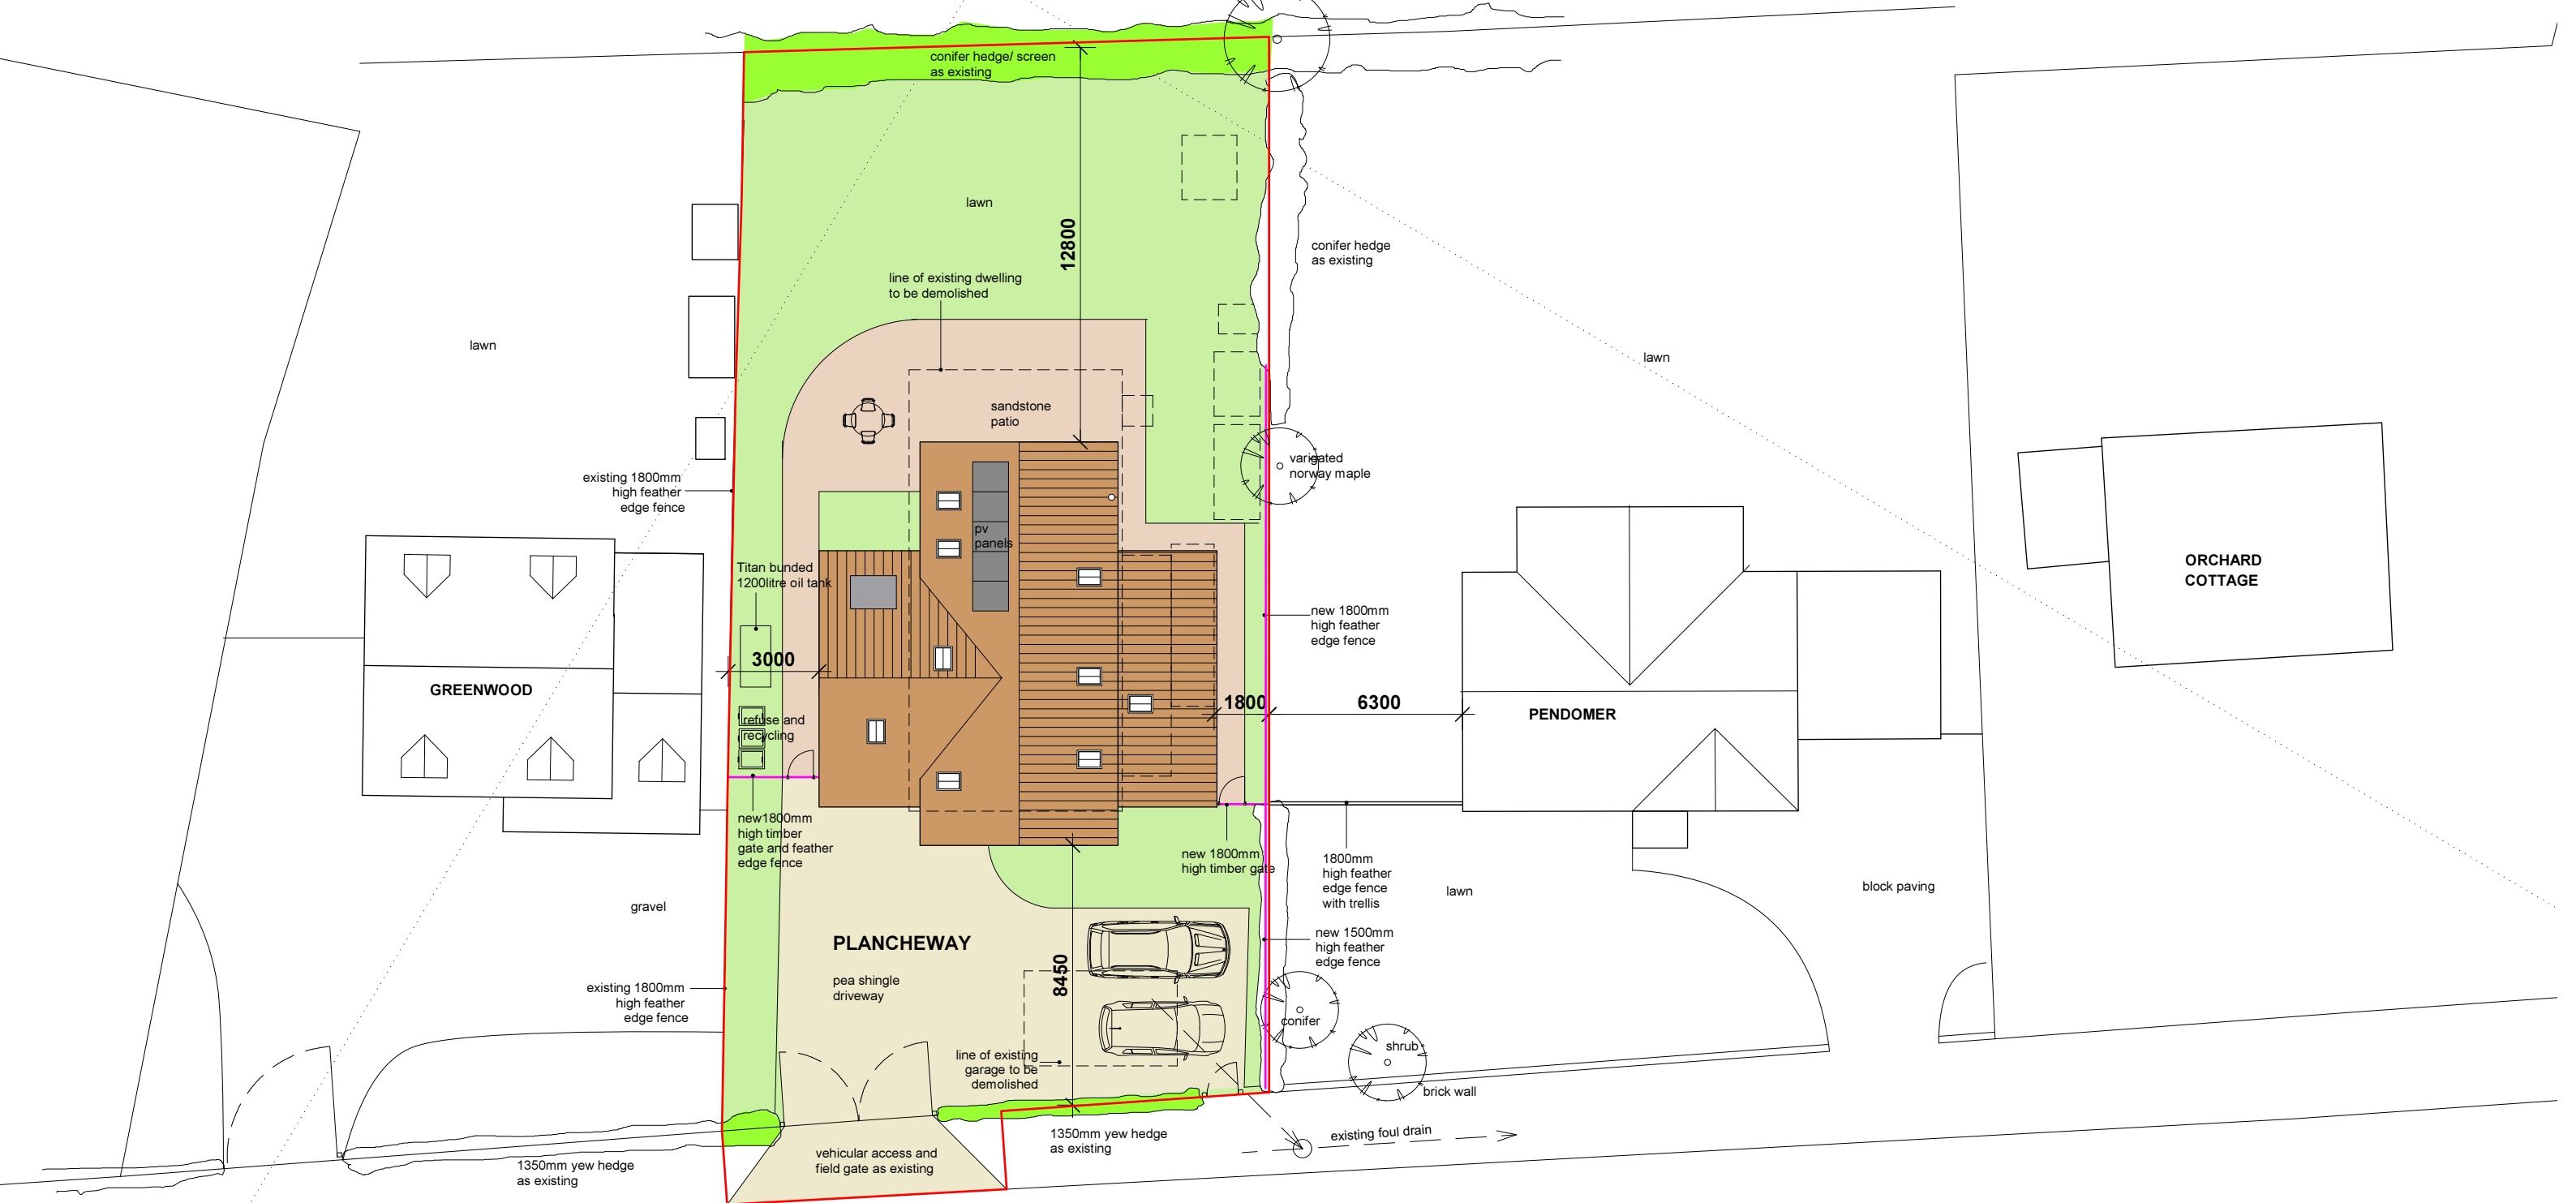 conifer hedge/ screen
as existing
lawn
12800
conifer hedge
as existing
line of existing dwelling
to be demolished
lawn
lawn
sandstone
patio
varigated
norway maple
existing 1800mm
high feather
edge fence
pv
panels
Titan bunded
1200litre oil tank
ORCHARD
COTTAGE
new 1800mm
high feather
edge fence
3000
GREENWOOD
1800
6300
PENDOMER
refuse and
recycling
new1800mm
high timber
gate and feather
edge fence
new 1800mm
high timber gate
1800mm
high feather
edge fence
with trellis
lawn
block paving
gravel
PLANCHEWAY
new 1500mm
high feather
edge fence
pea shingle
driveway
8450
existing 1800mm
high feather
edge fence
conifer
shrub
line of existing
garage to be
demolished
brick wall
1350mm yew hedge
as existing
existing foul drain
vehicular access and
field gate as existing
1350mm yew hedge
as existing